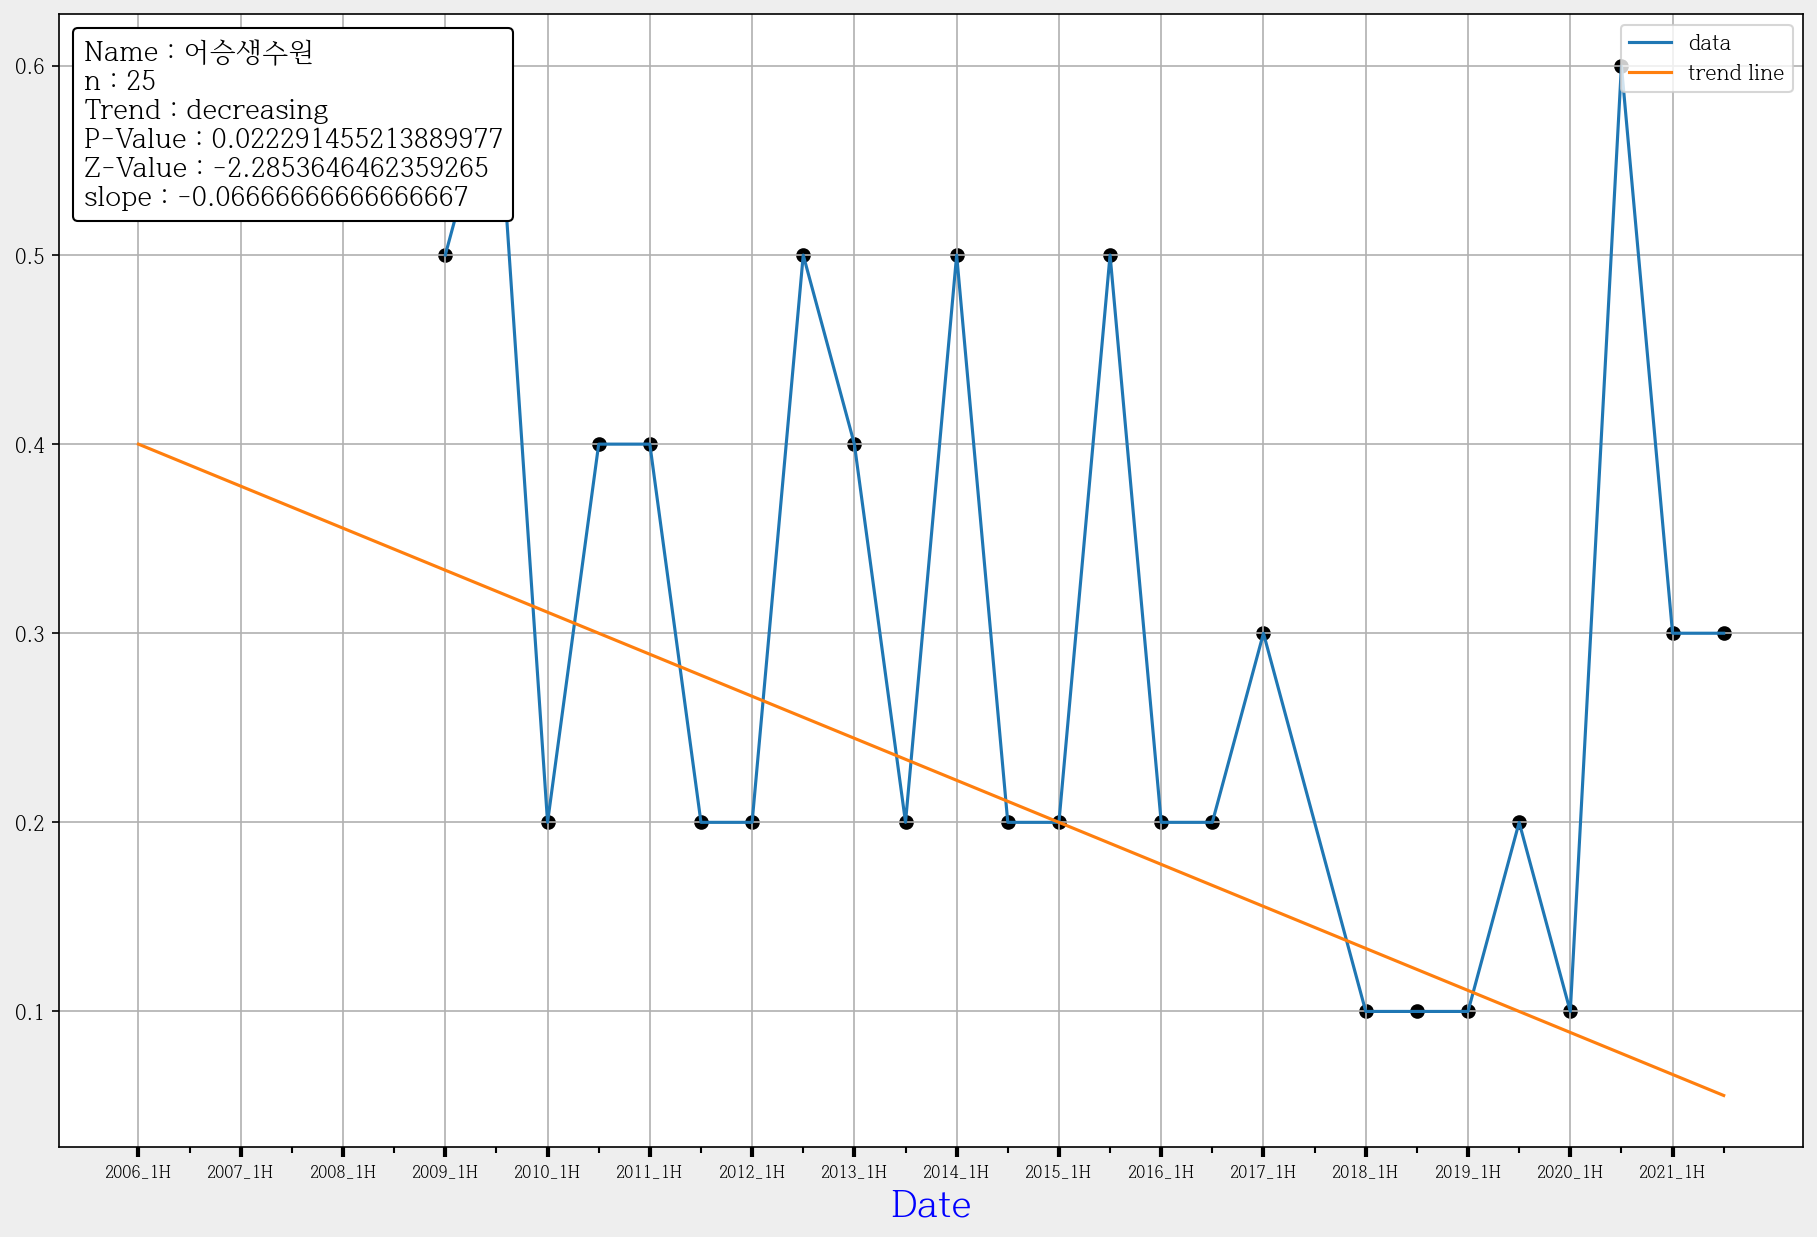 Name : 어승생수원
n : 25
Trend : decreasing
P-Value : 0.022291455213889977
Z-Value : -2.2853646462359265
slope : -0.06666666666666667
data
trend line
0.6
0.5
0.4
0.3
0.2
0.1
2006_1H 2007_1H 2008_1H 2009_1H 2010_1H 2011_1H 2012_1H 2013_1H 2014_1H 2015_1H 2016_1H 2017_1H 2018_1H 2019_1H 2020_1H 2021_1H
Date